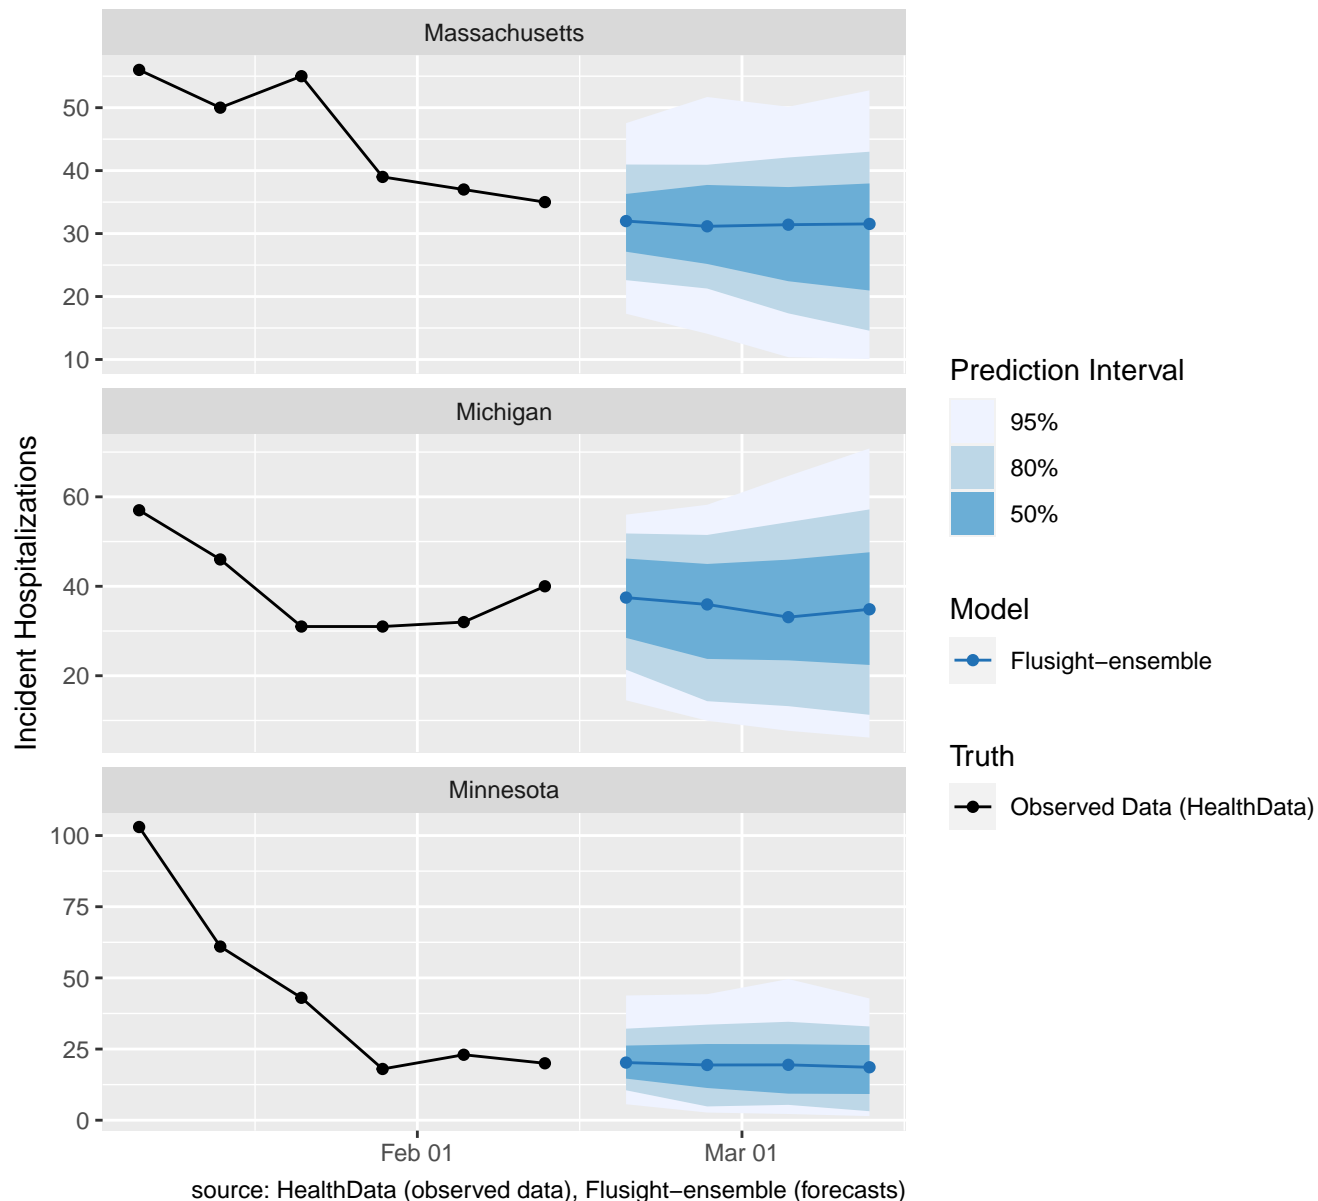 Massachusetts
50
40
30
20
10
Michigan
60
40
20
Minnesota
100
75
50
25
0
Feb 01
Mar 01
Incident Hospitalizations
source: HealthData (observed data), Flusight−ensemble (forecasts)
Prediction Interval
95%
80%
50%
Model
Flusight−ensemble
Truth
Observed Data (HealthData)